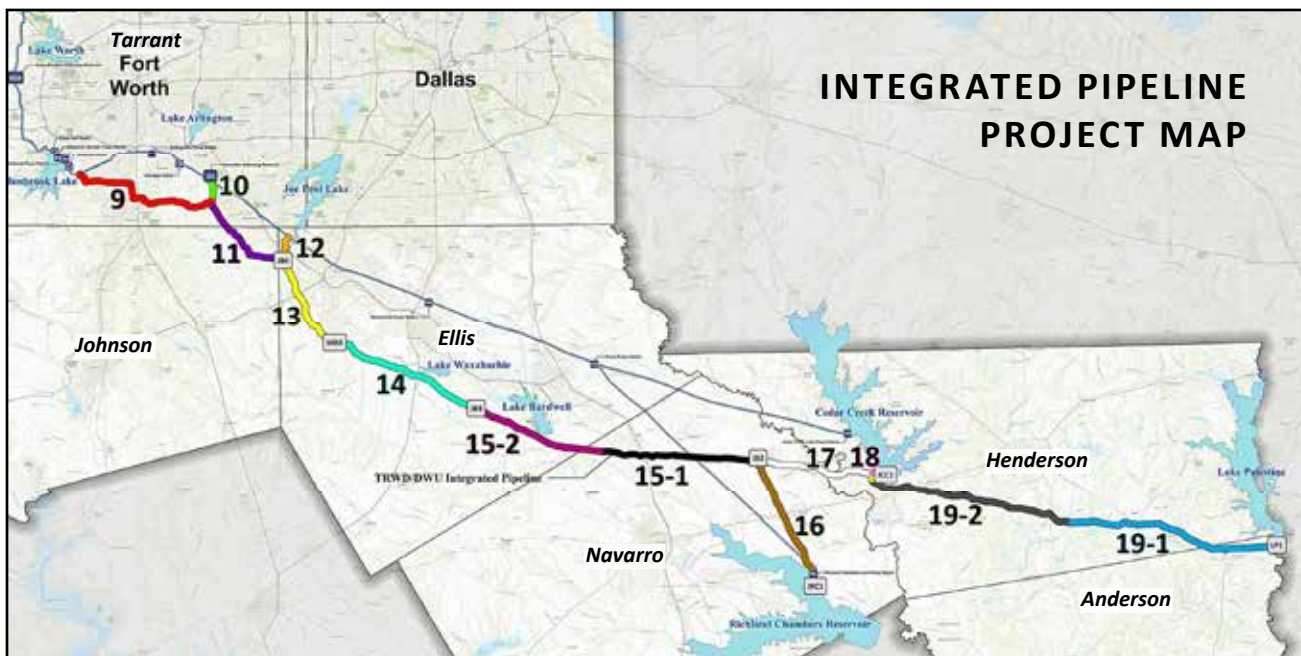 INTEGRATED PIPELINE
PROJECT MAP
Tarrant
Fort
Worth
Dallas
Lake Worth
Lake Arlington
Joe Pool Lake
9
10
11
12
13
Johnson
Ellis
14
Lake Waxahachie
Lake Bardwell
15-2
15-1
TRWD/DWU Integrated Pipeline
Cedar Creek Reservoir
17
18
Henderson
Lake Palestine
19-2
19-1
16
Navarro
Anderson
Richland Chambers Reservoir